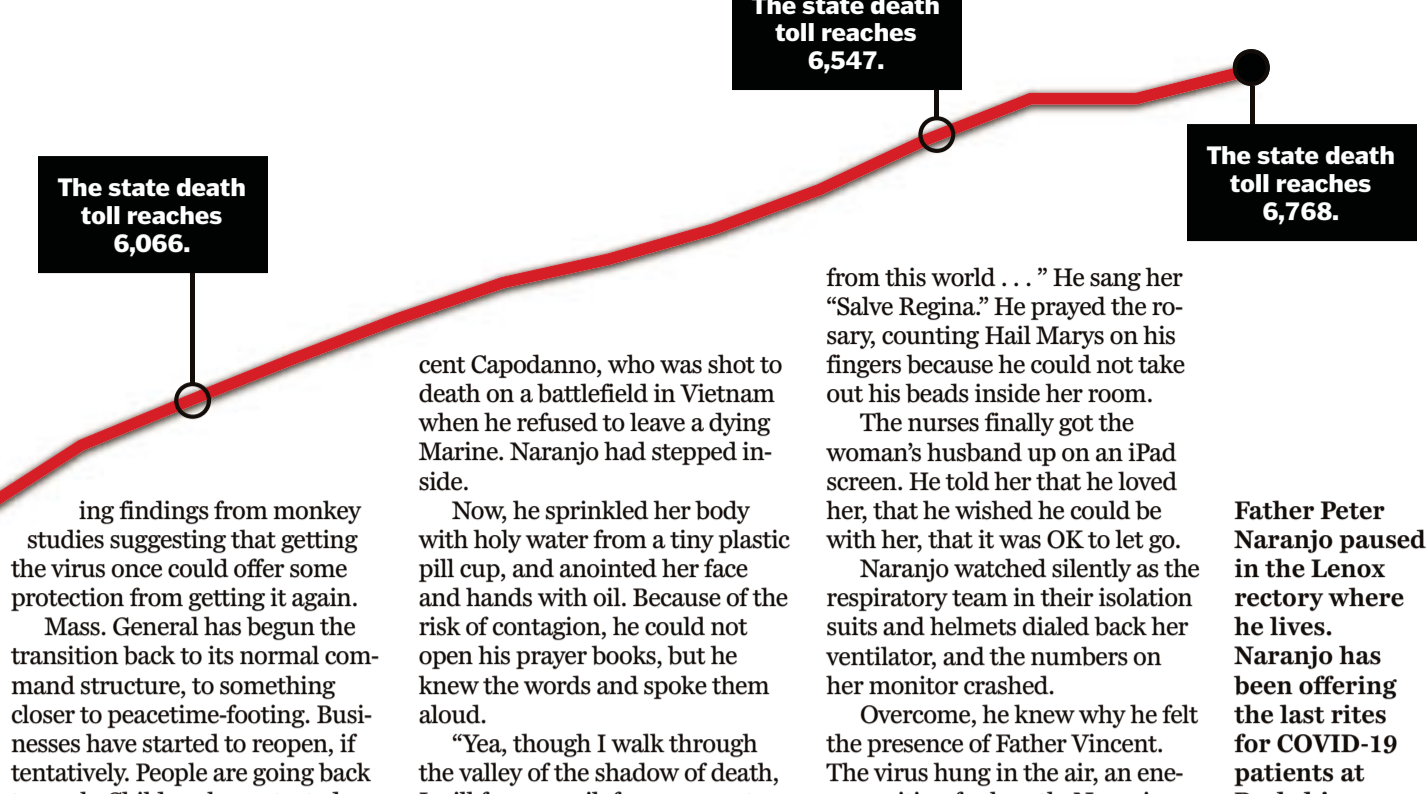 The state death
toll reaches
6,066.
The state death
toll reaches
6,547.
The state death
toll reaches
6,768.
ing findings from monkey
studies suggesting that getting
the virus once could offer some
protection from getting it again.
Mass. General has begun the
transition back to its normal com-
mand structure, to something
closer to peacetime-footing. Busi-
nesses have started to reopen, if
tentatively. People are going back
cent Capodanno, who was shot to
death on a battlefield in Vietnam
when he refused to leave a dying
Marine. Naranjo had stepped in-
side.
Now, he sprinkled her body
with holy water from a tiny plastic
pill cup, and anointed her face
and hands with oil. Because of the
risk of contagion, he could not
open his prayer books, but he
knew the words and spoke them
aloud.
“Yea, though I walk through
the valley of the shadow of death,
from this world . . . ” He sang her
“Salve Regina.” He prayed the ro-
sary, counting Hail Marys on his
fingers because he could not take
out his beads inside her room.
The nurses finally got the
woman’s husband up on an iPad
screen. He told her that he loved
her, that he wished he could be
with her, that it was OK to let go.
Naranjo watched silently as the
respiratory team in their isolation
suits and helmets dialed back her
ventilator, and the numbers on
her monitor crashed.
Overcome, he knew why he felt
the presence of Father Vincent.
The virus hung in the air, an ene-
Father Peter
Naranjo paused
in the Lenox
rectory where
he lives.
Naranjo has
been offering
the last rites
for COVID-19
patients at